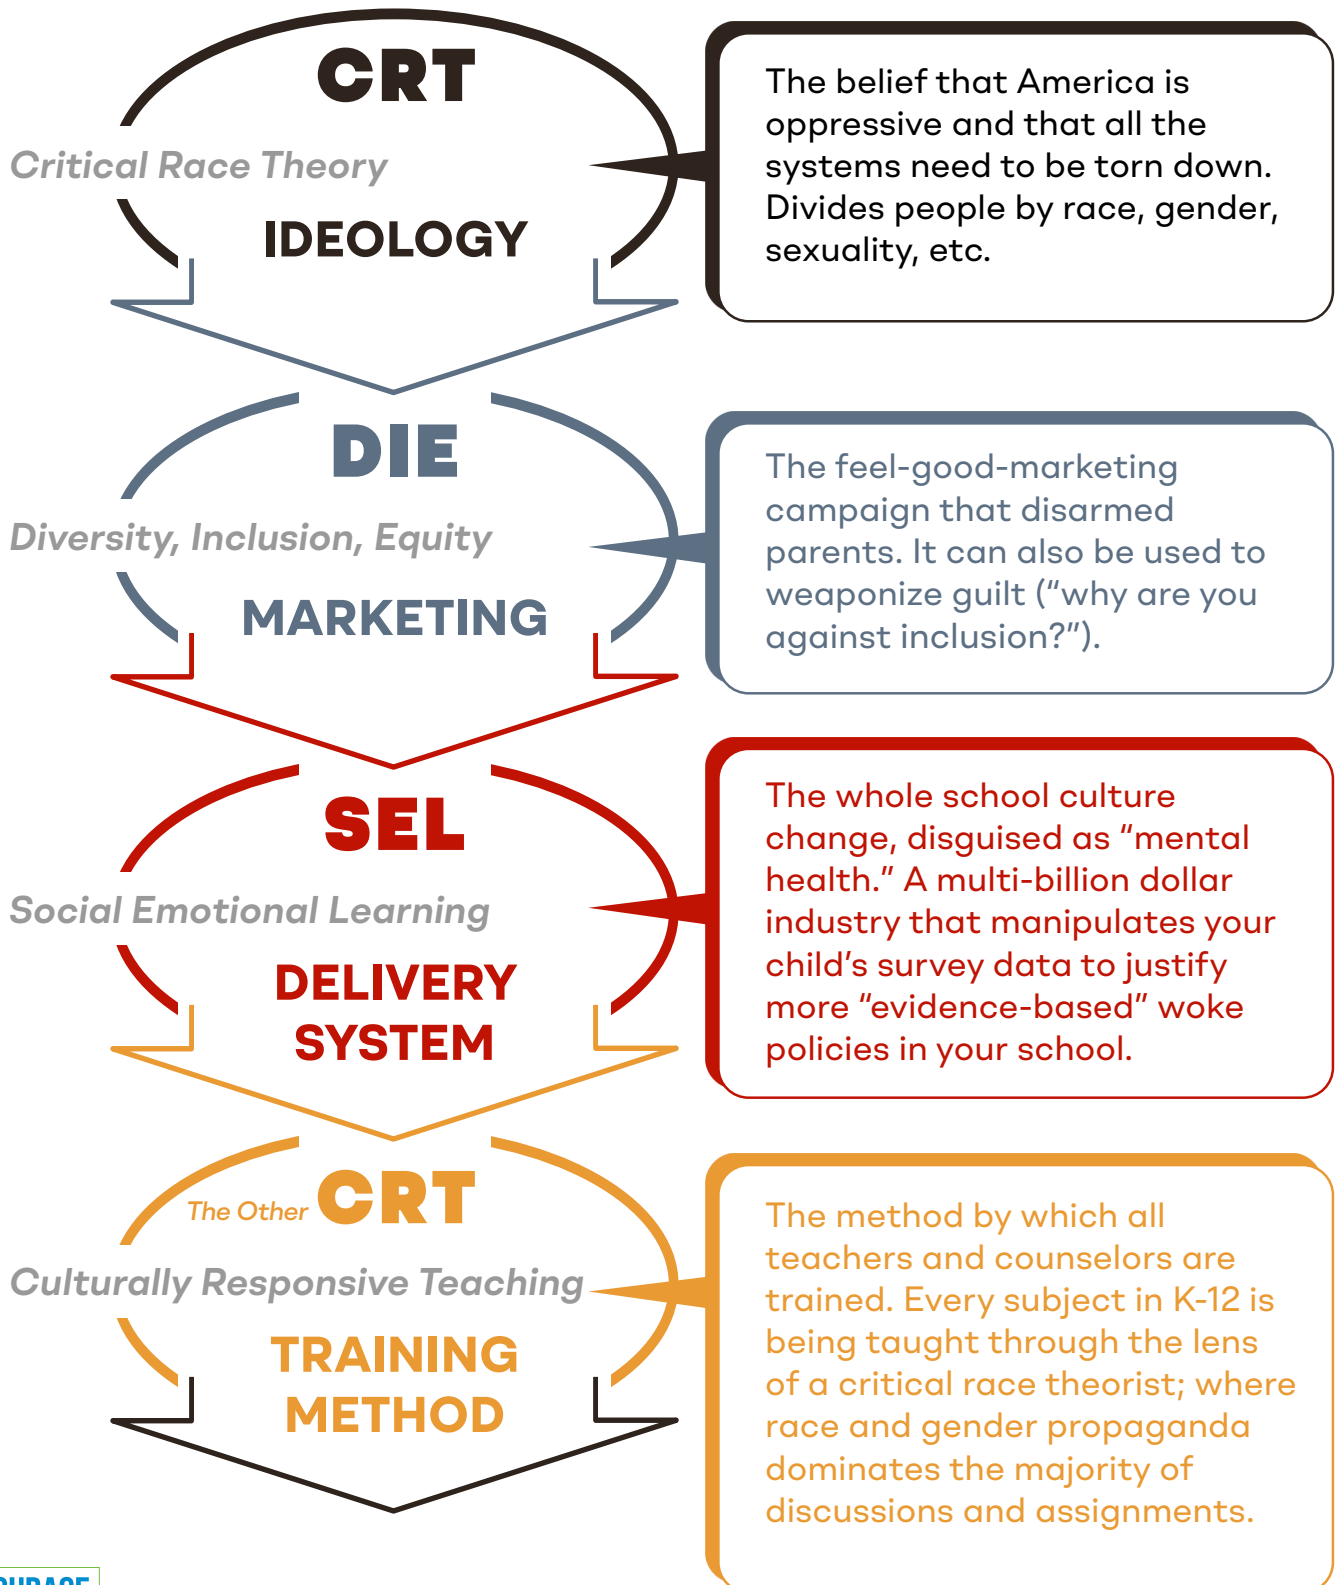 CRT
Critical Race Theory
IDEOLOGY
The belief that America is
oppressive and that all the
systems need to be torn down.
Divides people by race, gender,
sexuality, etc.
DIE
Diversity, Inclusion, Equity
MARKETING
The feel-good-marketing
campaign that disarmed
parents. It can also be used to
weaponize guilt (“why are you
against inclusion?”).
SEL
Social Emotional Learning
DELIVERY
SYSTEM
The whole school culture
change, disguised as “mental
health.” A multi-billion dollar
industry that manipulates your
child’s survey data to justify
more “evidence-based” woke
policies in your school.
The Other CRT
Culturally Responsive Teaching
TRAINING
METHOD
The method by which all
teachers and counselors are
trained. Every subject in K-12 is
being taught through the lens
of a critical race theorist; where
race and gender propaganda
dominates the majority of
discussions and assignments.